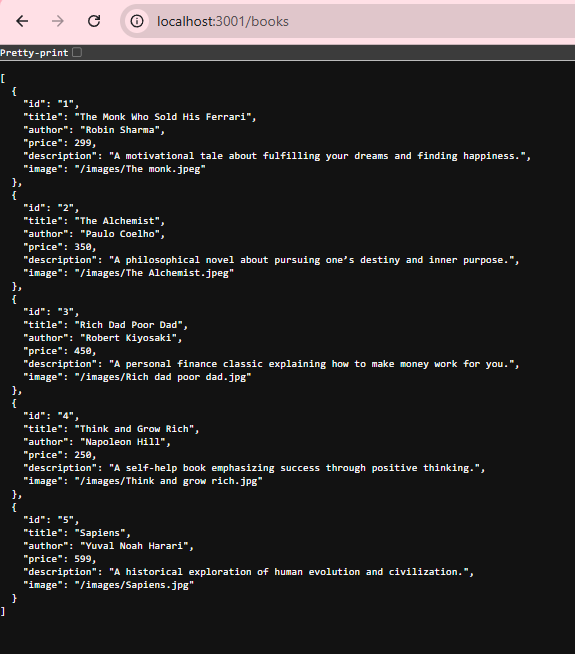 localhost:3001/books
Pretty-print
[
  {
    "id": "1",
    "title": "The Monk Who Sold His Ferrari",
    "author": "Robin Sharma",
    "price": 299,
    "description": "A motivational tale about fulfilling your dreams and finding happiness.",
    "image": "/images/The monk.jpeg"
  },
  {
    "id": "2",
    "title": "The Alchemist",
    "author": "Paulo Coelho",
    "price": 350,
    "description": "A philosophical novel about pursuing one’s destiny and inner purpose.",
    "image": "/images/The Alchemist.jpeg"
  },
  {
    "id": "3",
    "title": "Rich Dad Poor Dad",
    "author": "Robert Kiyosaki",
    "price": 450,
    "description": "A personal finance classic explaining how to make money work for you.",
    "image": "/images/Rich dad poor dad.jpg"
  },
  {
    "id": "4",
    "title": "Think and Grow Rich",
    "author": "Napoleon Hill",
    "price": 250,
    "description": "A self-help book emphasizing success through positive thinking.",
    "image": "/images/Think and grow rich.jpg"
  },
  {
    "id": "5",
    "title": "Sapiens",
    "author": "Yuval Noah Harari",
    "price": 599,
    "description": "A historical exploration of human evolution and civilization.",
    "image": "/images/Sapiens.jpg"
  }
]